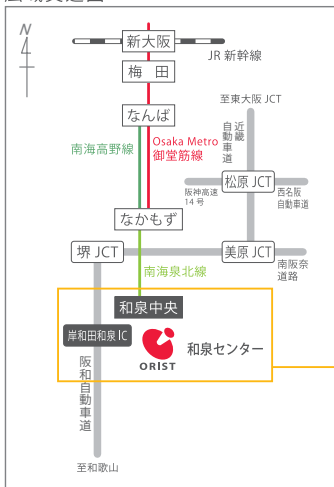 N
新大阪
JR 新幹線
梅田
至東大阪 JCT
なんば
近畿
自動車道
南海高野線
Osaka Metro
御堂筋線
松原 JCT
阪神高速
14 号
西名阪
自動車道
なかもず
堺 JCT
美原 JCT
南阪奈
道路
南海泉北線
和泉中央
岸和田和泉 IC
和泉センター
ORIST
阪和自動車道
至和歌山